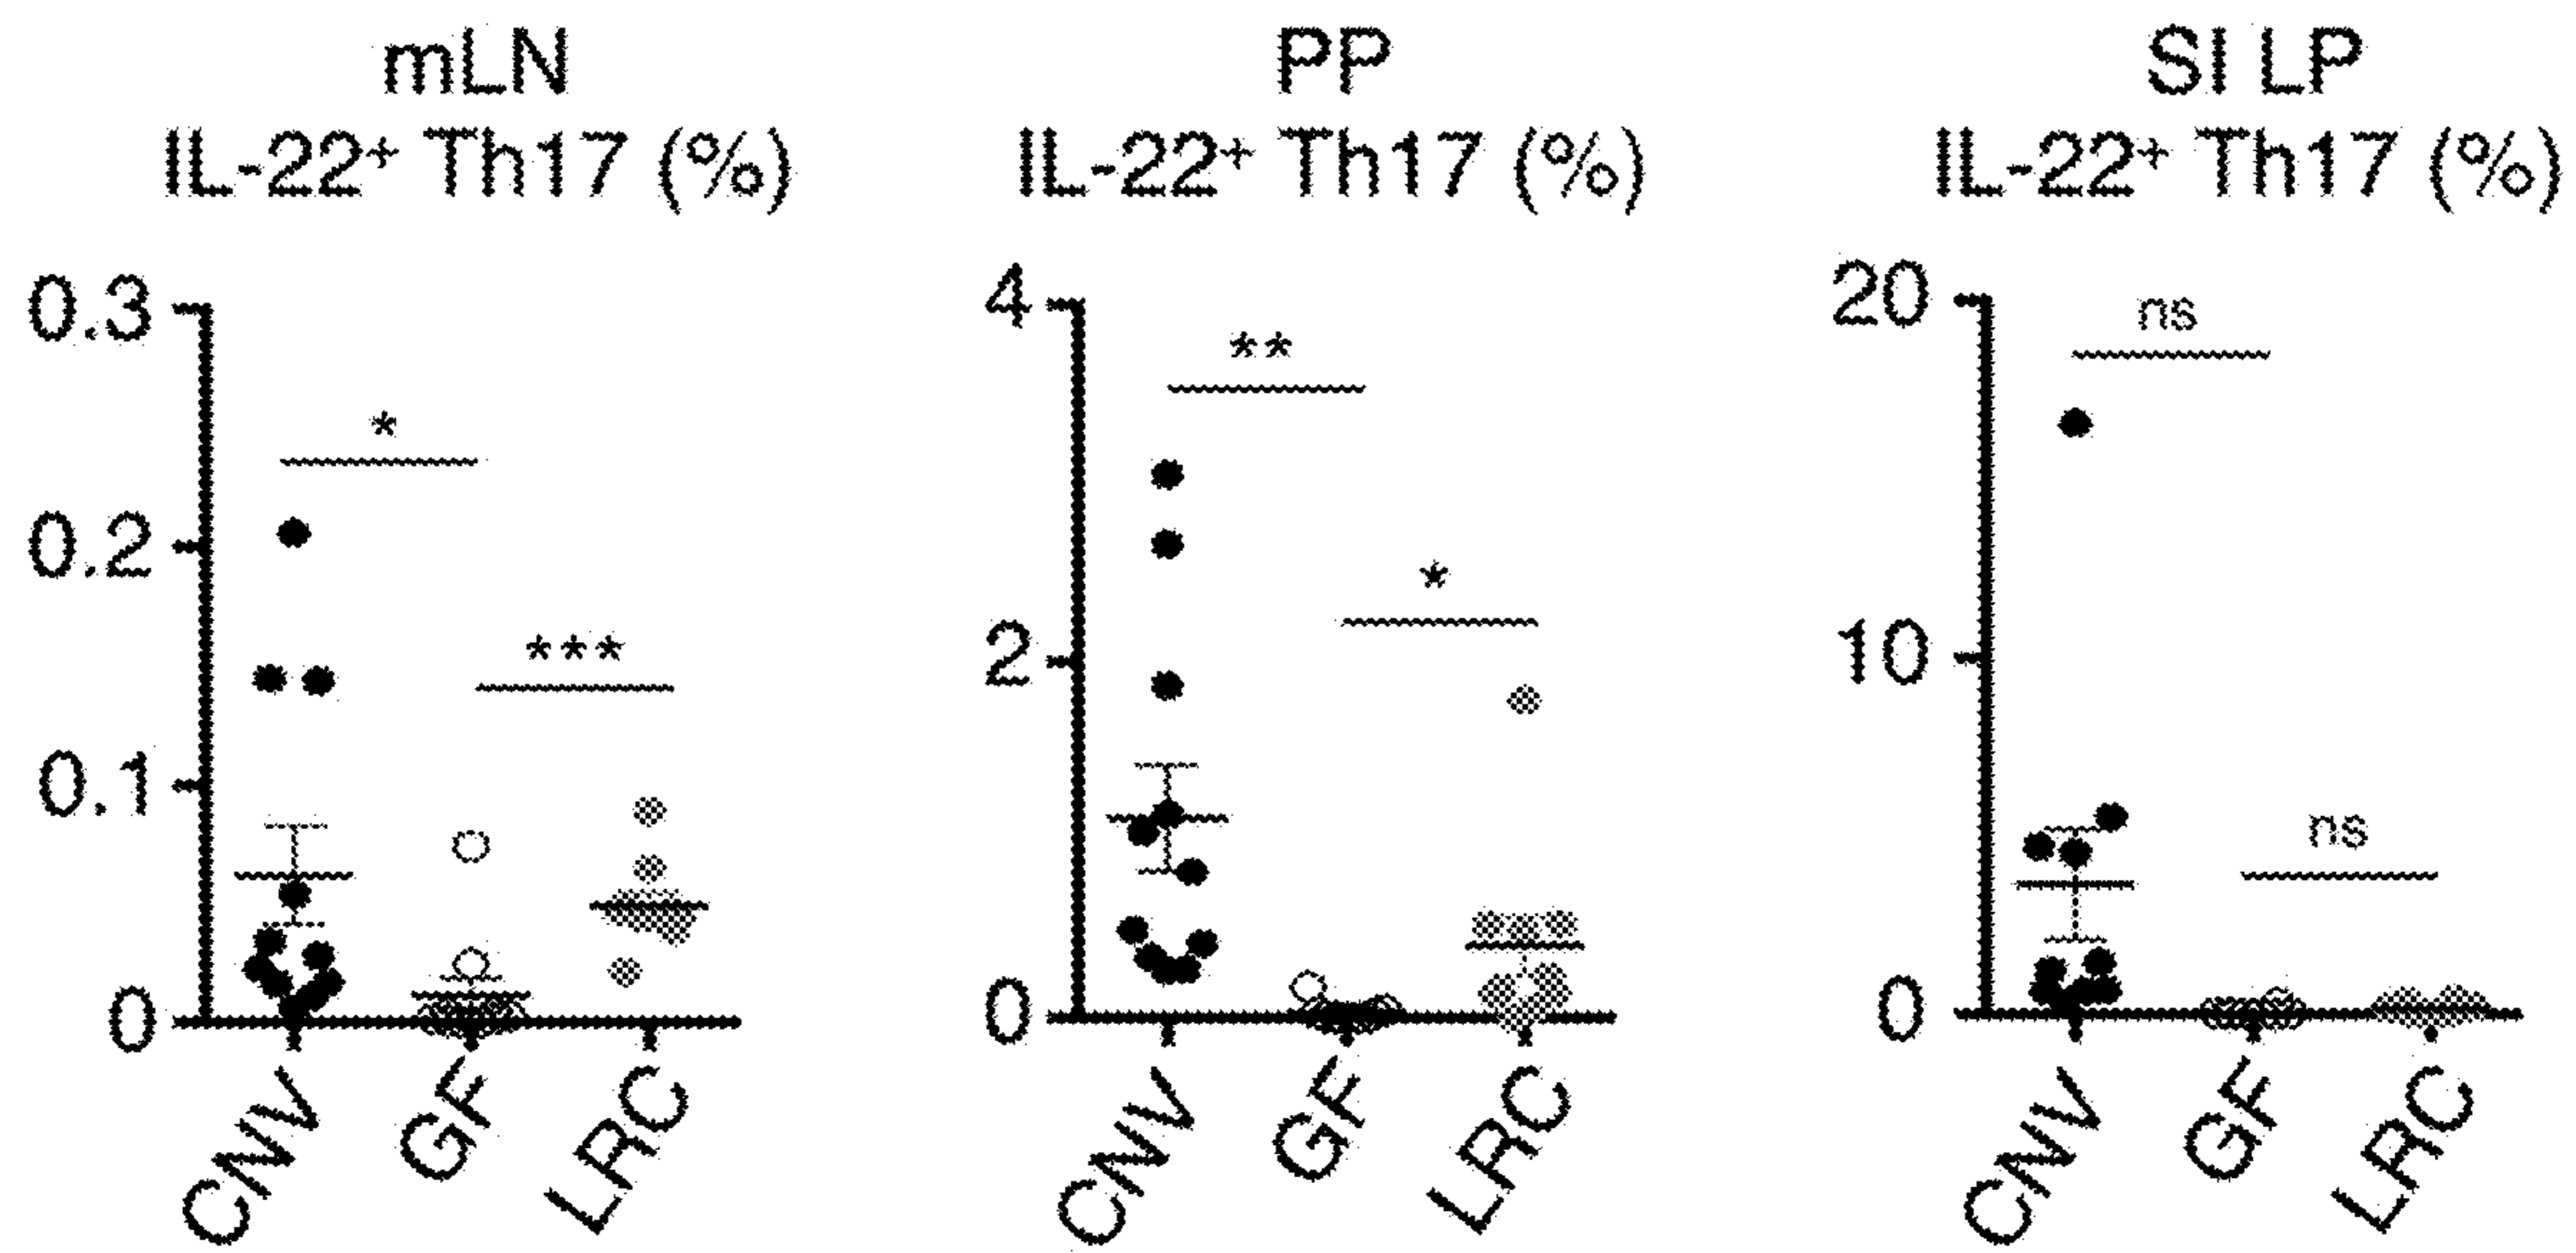 mLN
IL-22+ Th17 (%)
0.3
0.2
0.1
0
*
***
CNV
GF
LRC
PP
IL-22+ Th17 (%)
4
2
0
**
*
CNV
GF
LRC
SI LP
IL-22+ Th17 (%)
20
10
0
ns
ns
CNV
GF
LRC